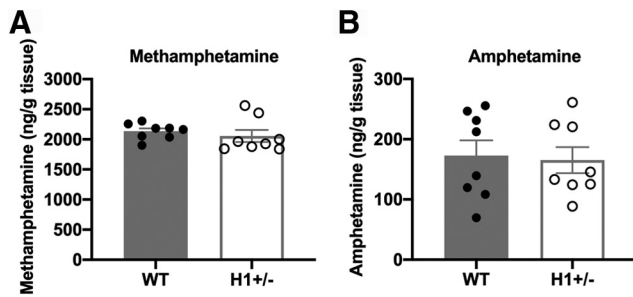 A
Methamphetamine
Methamphetamine (ng/g tissue)
3000
2500
2000
1500
1000
500
0
WT
H1+/-
B
Amphetamine
Amphetamine (ng/g tissue)
300
200
100
0
WT
H1+/-